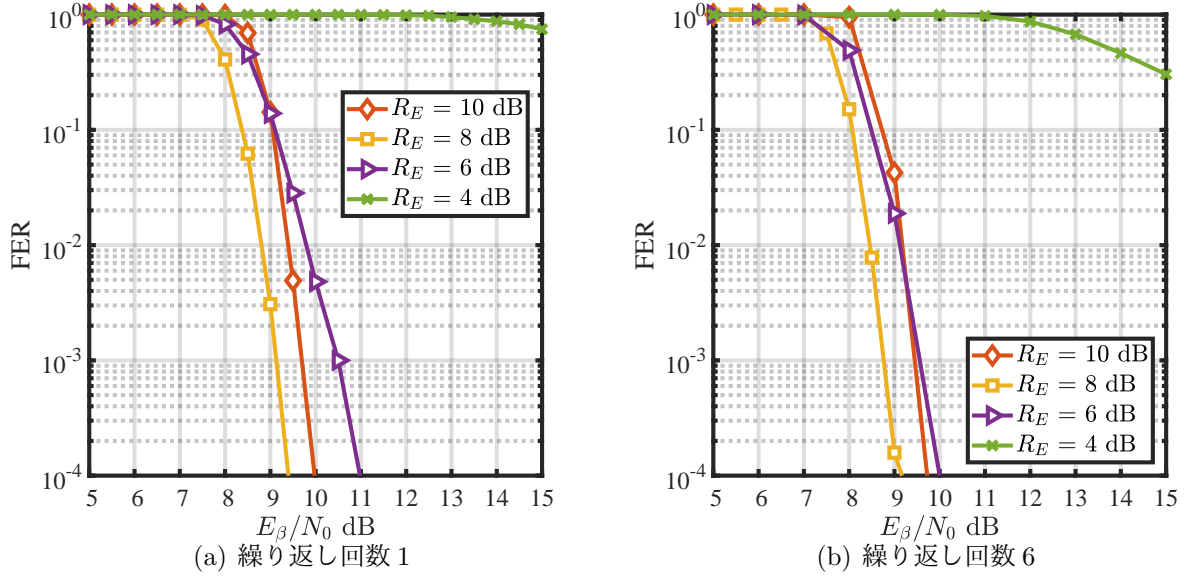 10^0
10^-1
10^-2
10^-3
10^-4
FER
5 6 7 8 9 10 11 12 13 14 15
E_β/N_0 dB
R_E = 10 dB
R_E = 8 dB
R_E = 6 dB
R_E = 4 dB
(a) 繰り返し回数 1
10^0
10^-1
10^-2
10^-3
10^-4
FER
5 6 7 8 9 10 11 12 13 14 15
E_β/N_0 dB
R_E = 10 dB
R_E = 8 dB
R_E = 6 dB
R_E = 4 dB
(b) 繰り返し回数 6